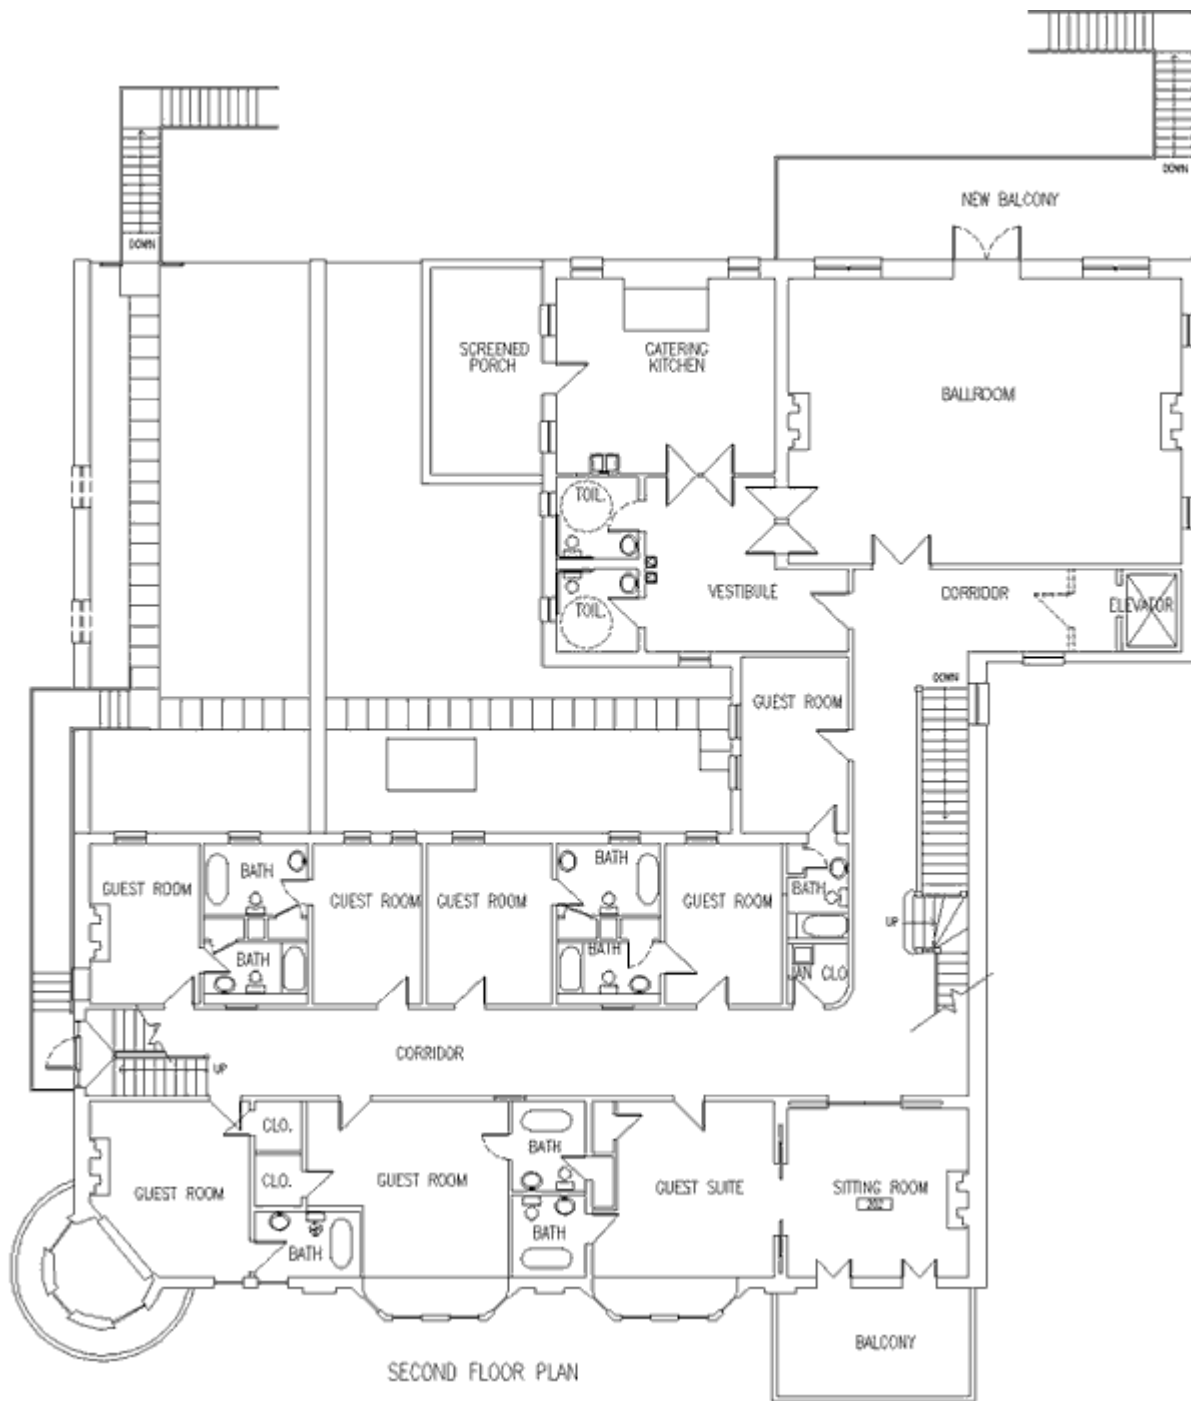 DOWN
NEW BALCONY
DOWN
SCREENED
PORCH
CATERING
KITCHEN
BALLROOM
TOIL.
VESTIBULE
CORRIDOR
ELEVATOR
TOIL.
DOWN
GUEST ROOM
BATH
BATH
GUEST ROOM
GUEST ROOM
GUEST ROOM
GUEST ROOM
BATH
UP
BATH
BATH
AN CLO
CORRIDOR
UP
CLO.
BATH
CLO.
GUEST ROOM
GUEST ROOM
GUEST SUITE
SITTING ROOM
202
BATH
BATH
BALCONY
SECOND FLOOR PLAN